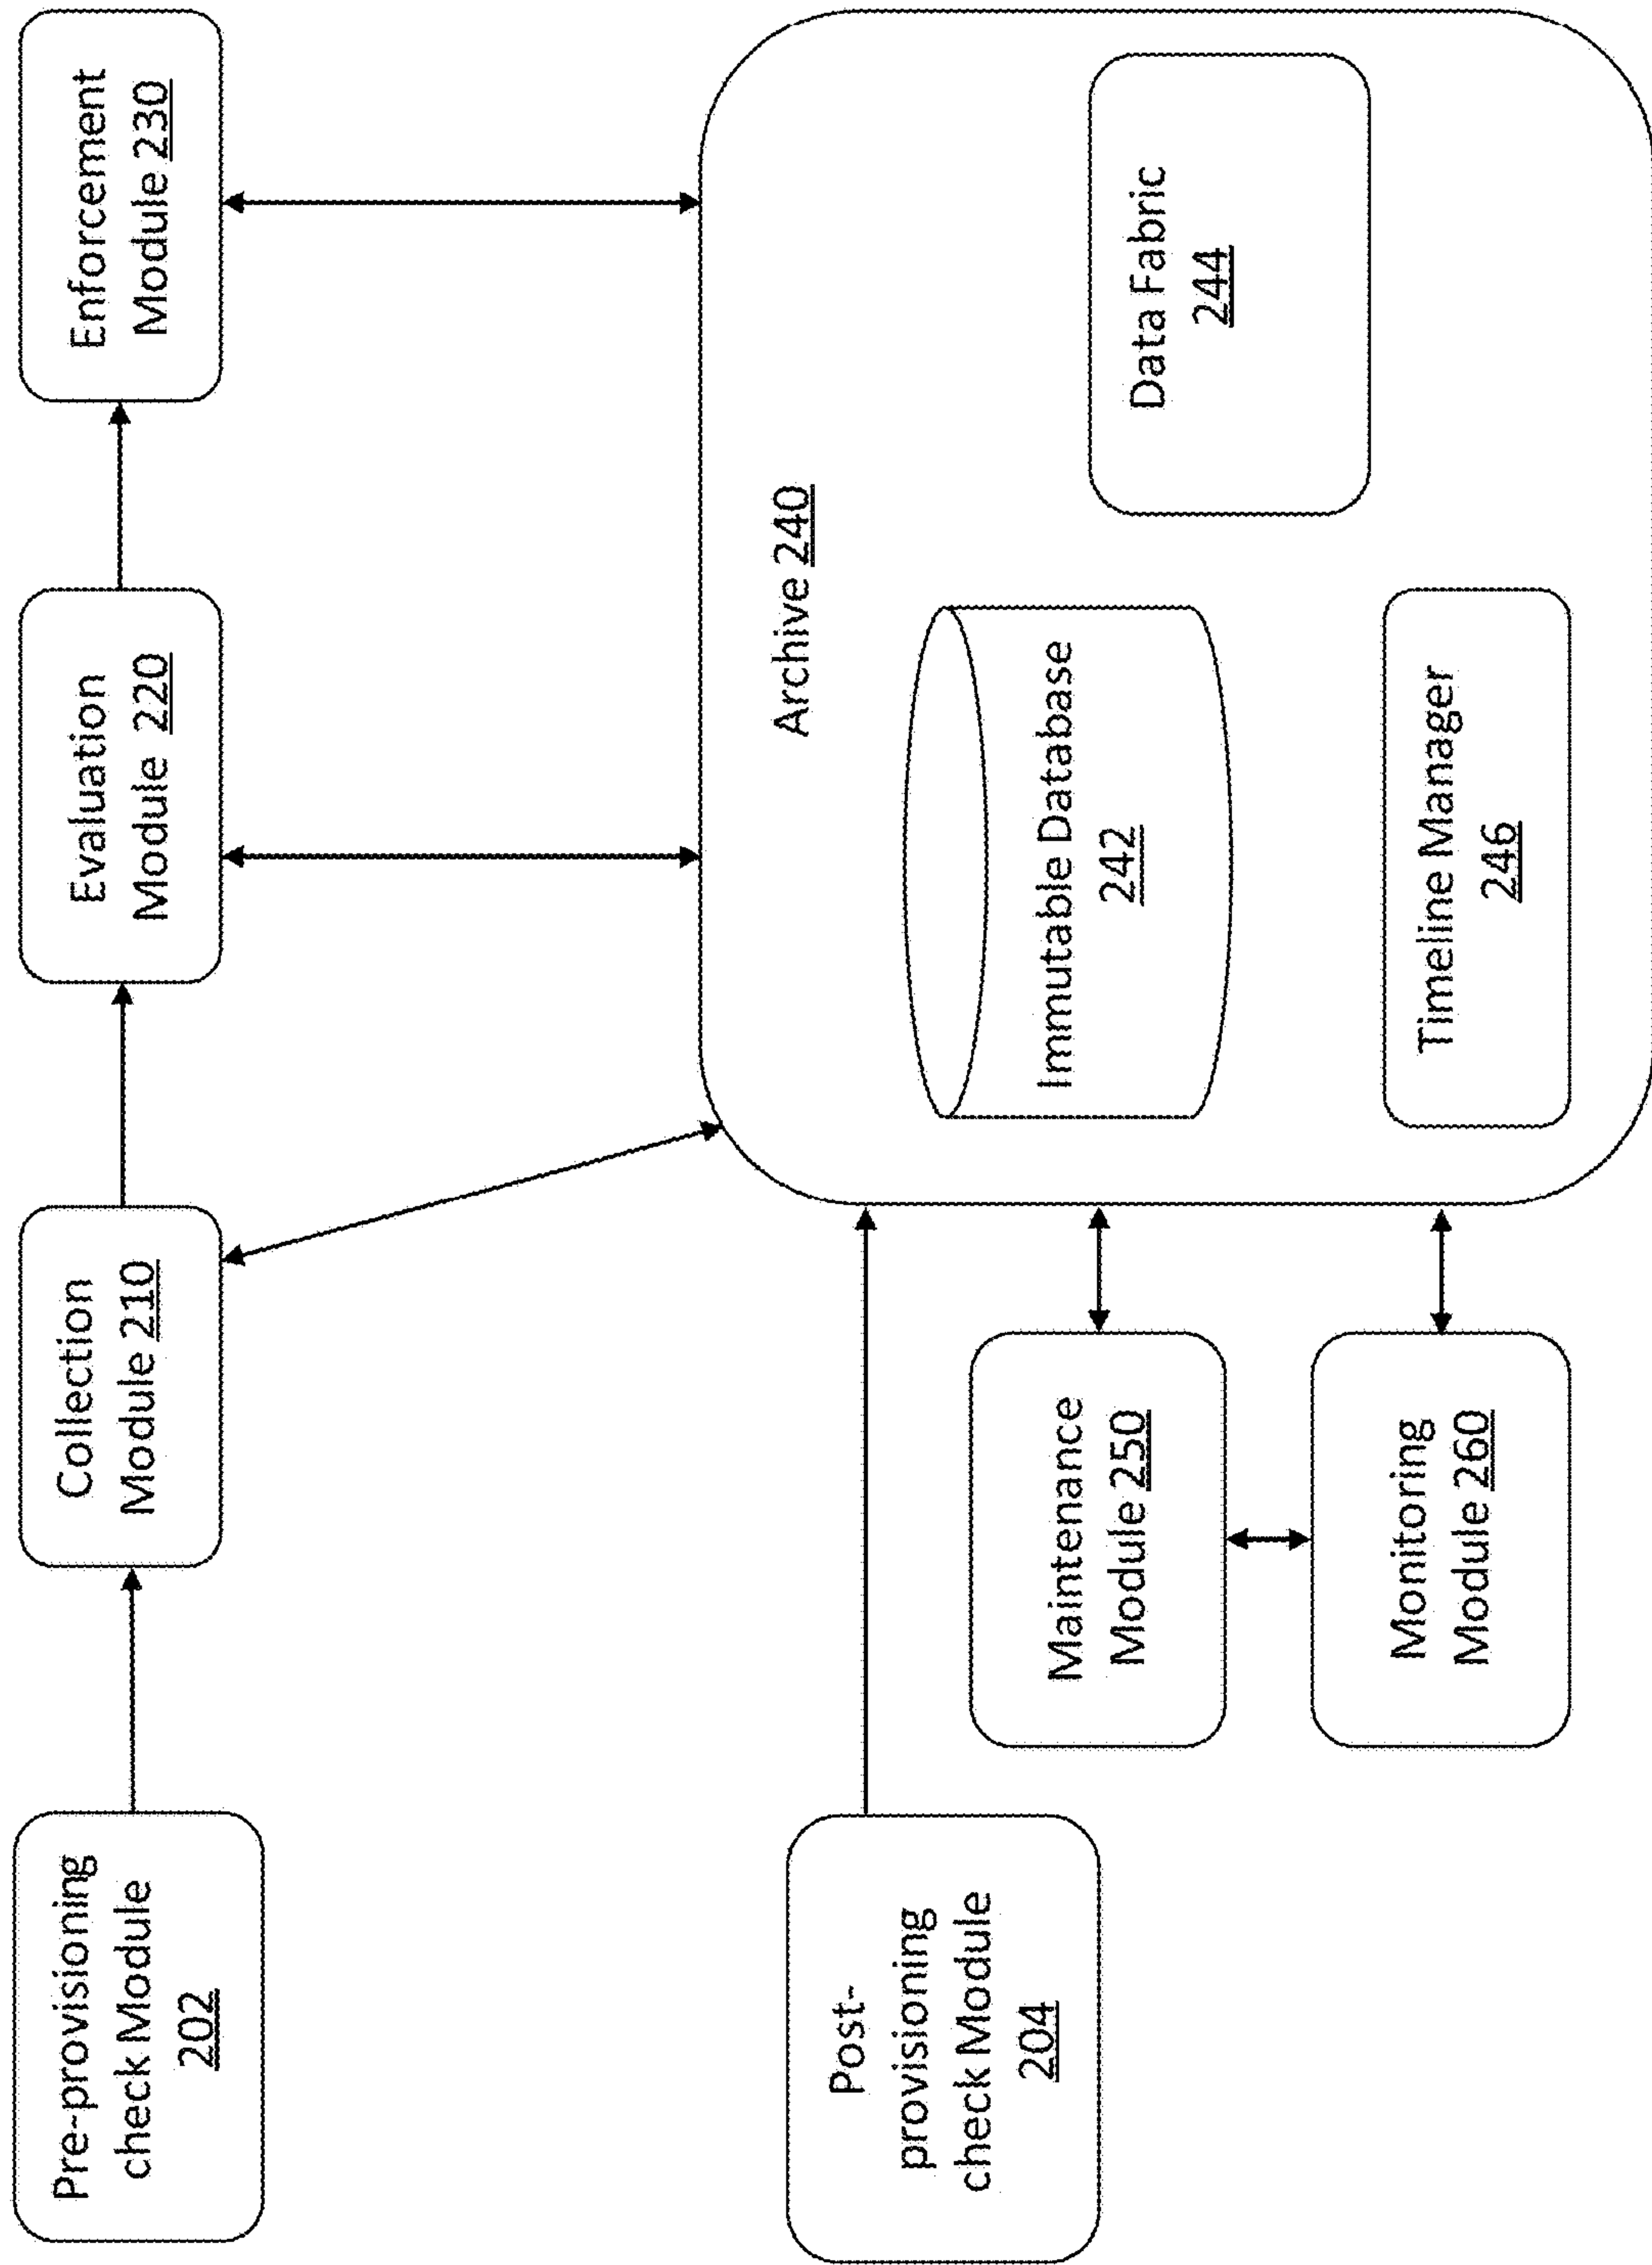 Pre-provisioning
check Module
202
Collection
Module 210
Evaluation
Module 220
Enforcement
Module 230
Archive 240
Immutable Database
242
Data Fabric
244
Timeline Manager
246
Post-
provisioning
check Module
204
Maintenance
Module 250
Monitoring
Module 260